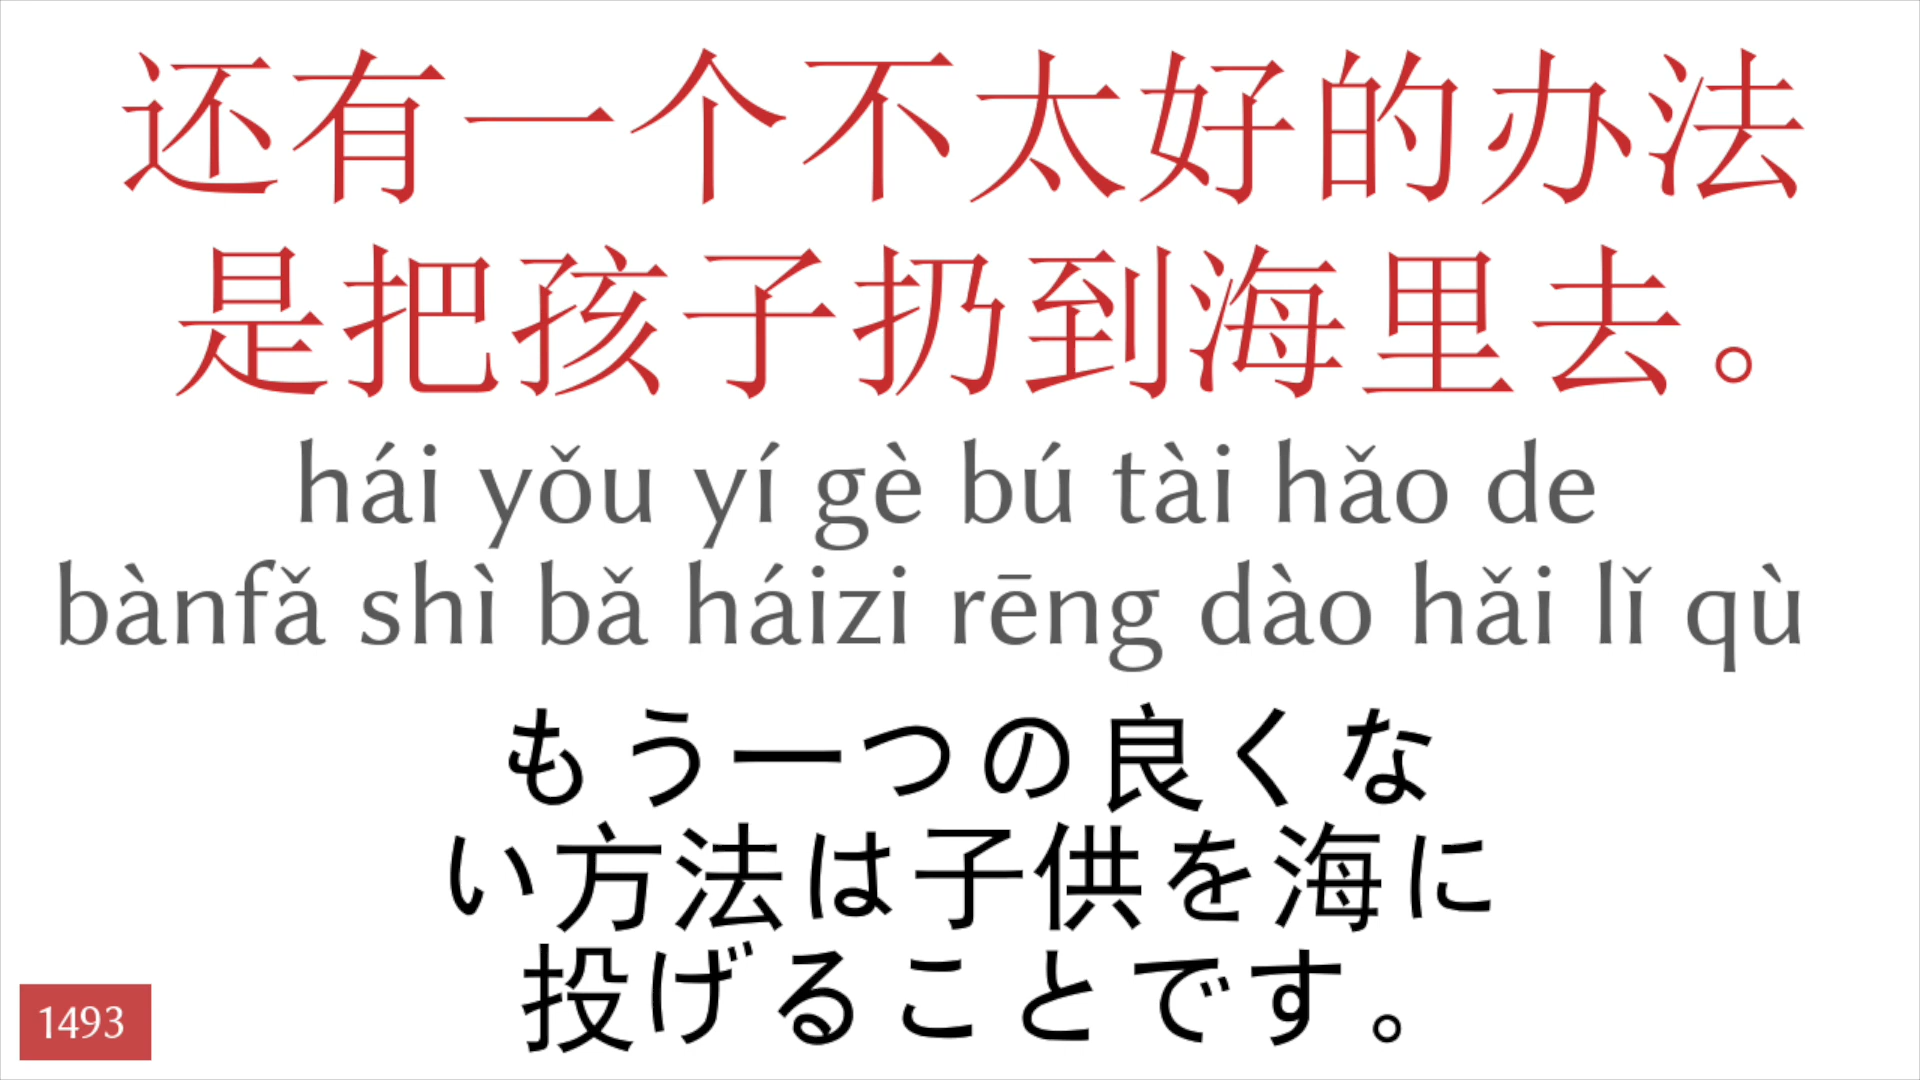 还有一个不太好的办法
是把孩子扔到海里去。
hái yǒu yí gè bú tài hǎo de
bànfǎ shì bǎ háizi rēng dào hǎi lǐ qù
もう一つの良くな
い方法は子供を海に
投げることです。
1493